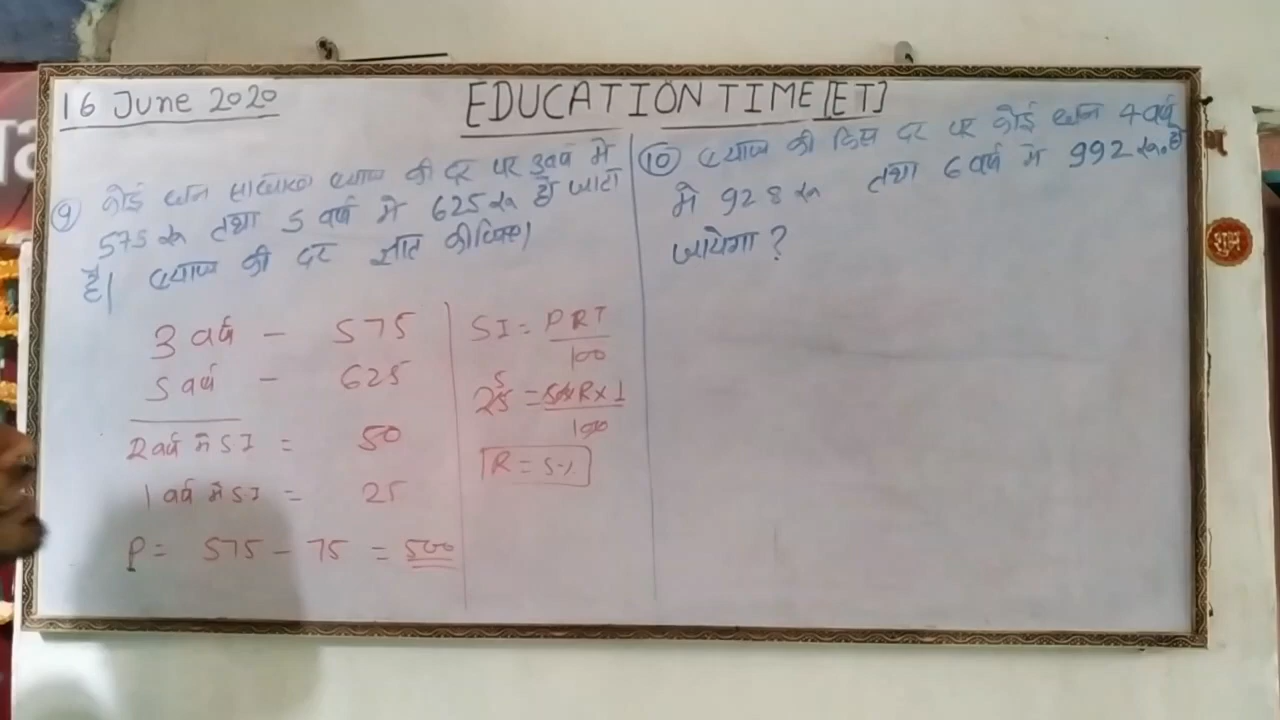 16 June 2020
EDUCATION TIME [ET]
9 कोई धन साधारण ब्याज की दर पर 3 वर्ष में
575 रू तथा 5 वर्ष में 625 रू हो जाता
है। ब्याज की दर ज्ञात कीजिए।
3 वर्ष - 575
5 वर्ष - 625
2 वर्ष में SI = 50
1 वर्ष में S.I = 25
P = 575 - 75 = 500
SI = PRT
100
5
25 = 500 x R x 1
100
R = 5%
10 ब्याज की किस दर पर कोई धन 4 वर्ष
में 928 रू तथा 6 वर्ष में 992 रू. हो
जायेगा ?
शुभ